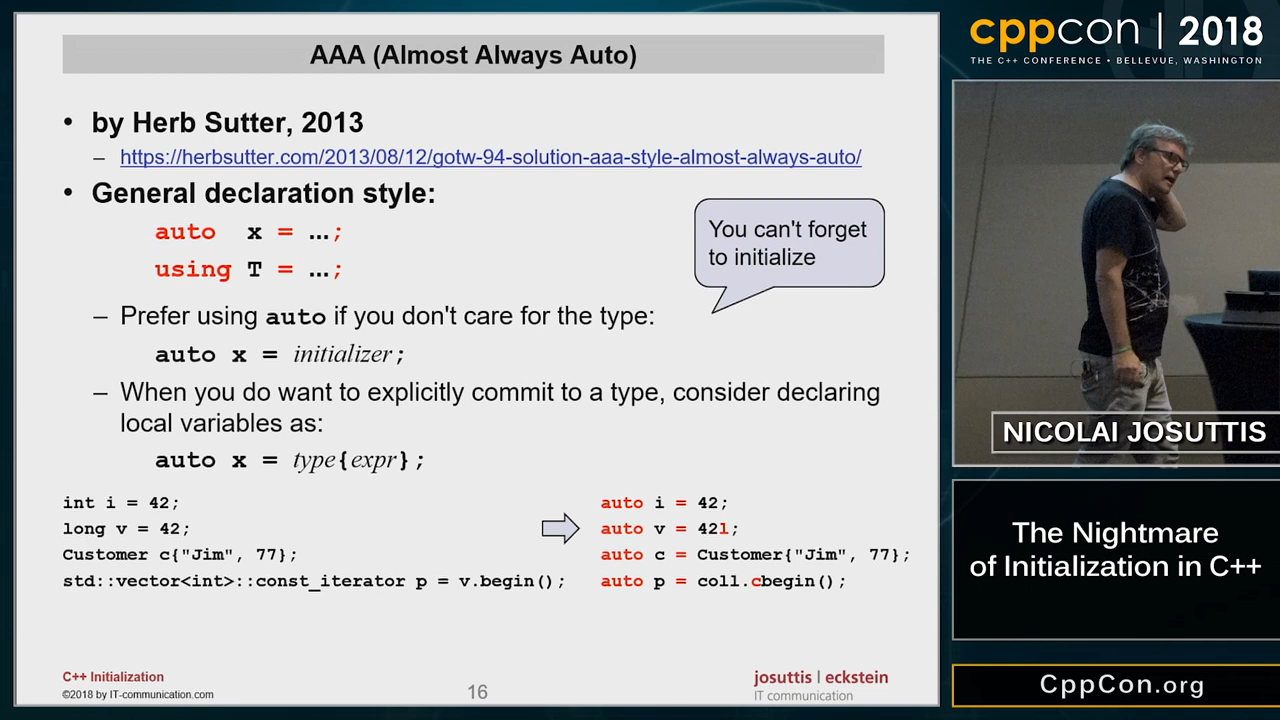 AAA (Almost Always Auto)
• by Herb Sutter, 2013
– https://herbsutter.com/2013/08/12/gotw-94-solution-aaa-style-almost-always-auto/
• General declaration style:
auto x = …;
using T = …;
You can't forget
to initialize
– Prefer using auto if you don't care for the type:
auto x = initializer;
– When you do want to explicitly commit to a type, consider declaring
local variables as:
auto x = type{expr};
int i = 42;
long v = 42;
Customer c{"Jim", 77};
std::vector<int>::const_iterator p = v.begin();
auto i = 42;
auto v = 42l;
auto c = Customer{"Jim", 77};
auto p = coll.cbegin();
C++ Initialization
©2018 by IT-communication.com
16
josuttis | eckstein
IT communication
cppcon | 2018
THE C++ CONFERENCE • BELLEVUE, WASHINGTON
NICOLAI JOSUTTIS
The Nightmare
of Initialization in C++
CppCon.org